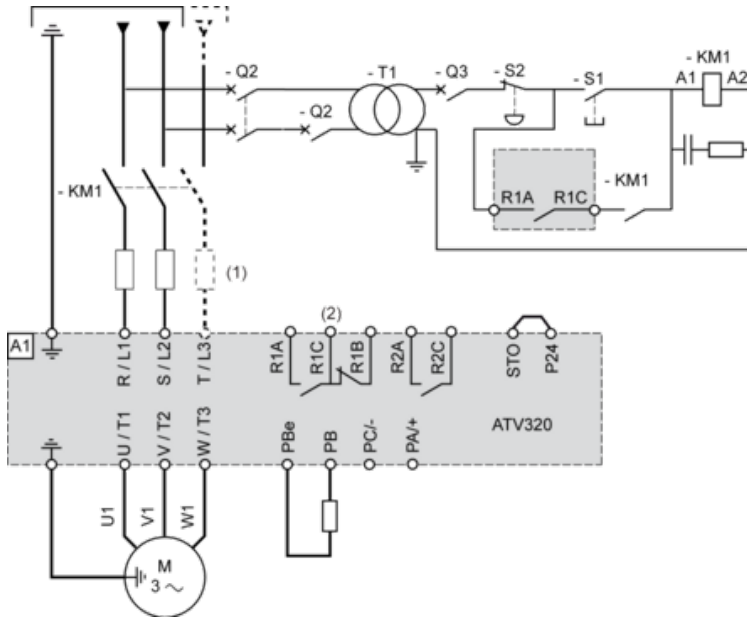 - Q2
- T1
- Q3
- S2
- S1
- KM1
A1 A2
- Q2
- KM1
R1A R1C
- KM1
(1)
(2)
A1
R / L1
S / L2
T / L3
R1A
R1C
R1B
R2A
R2C
STO
P24
ATV320
U / T1
V / T2
W / T3
PBe
PB
PC/-
PA/+
U1
V1
W1
M
3 ~